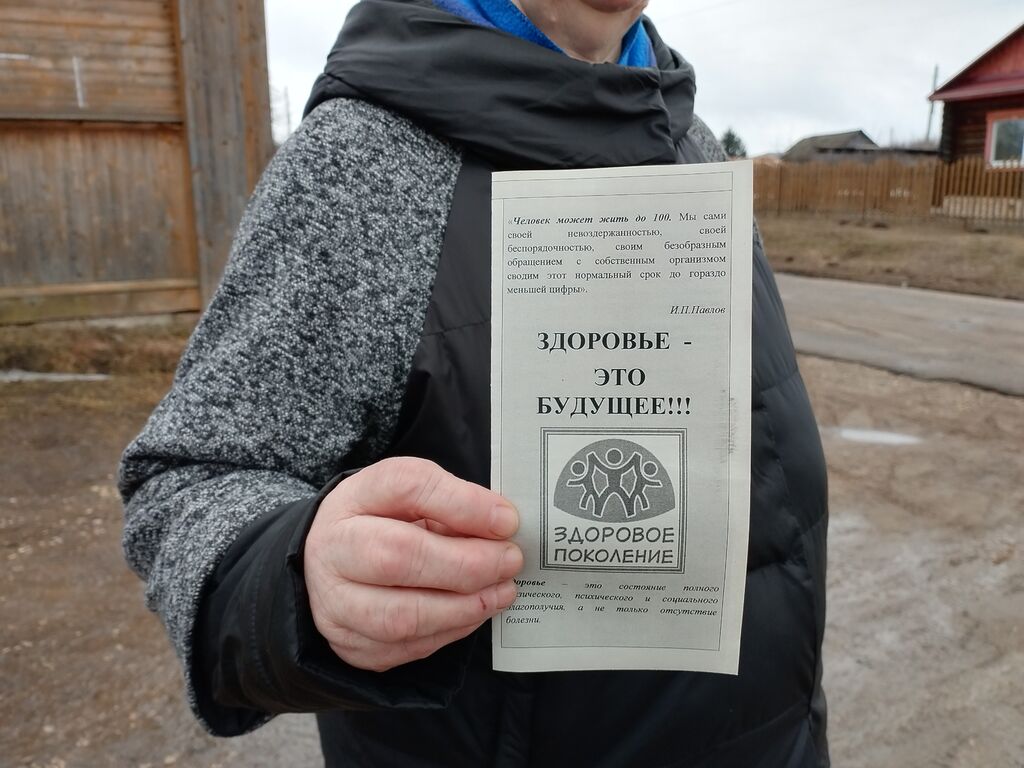 «Человек может жить до 100. Мы сами
своей невоздержанностью, своей
беспорядочностью, своим безобразным
обращением с собственным организмом
сводим этот нормальный срок до гораздо
меньшей цифры».
И.П.Павлов
ЗДОРОВЬЕ -
ЭТО
БУДУЩЕЕ!!!
ЗДОРОВОЕ
ПОКОЛЕНИЕ
доровье – это состояние полного
зического, психического и социального
лагополучия, а не только отсутствие
болезни.